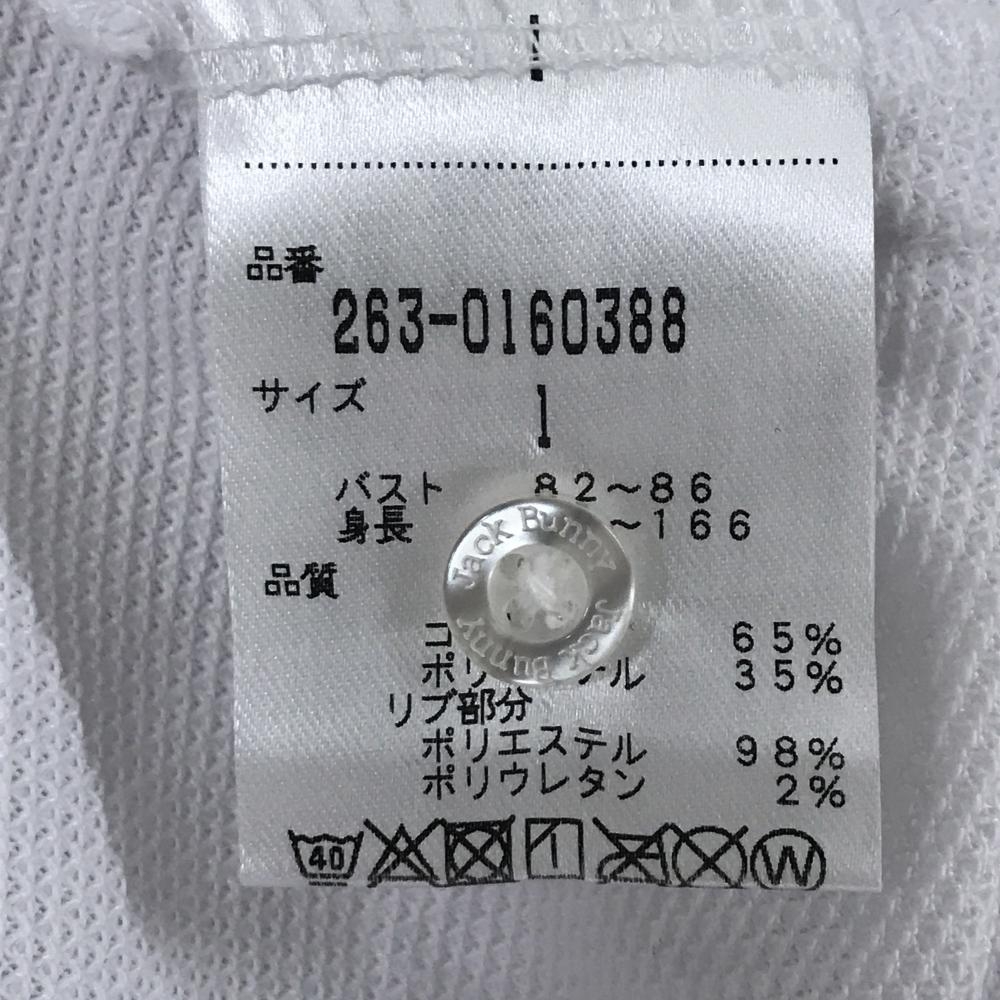 品番
263-0160388
サイズ
1
バスト 82～86
身長 ～166
Jack Bunny
Jack Bunny
品質
65%
35%
リブ部分
ポリエステル 98%
ポリウレタン 2%
40
W